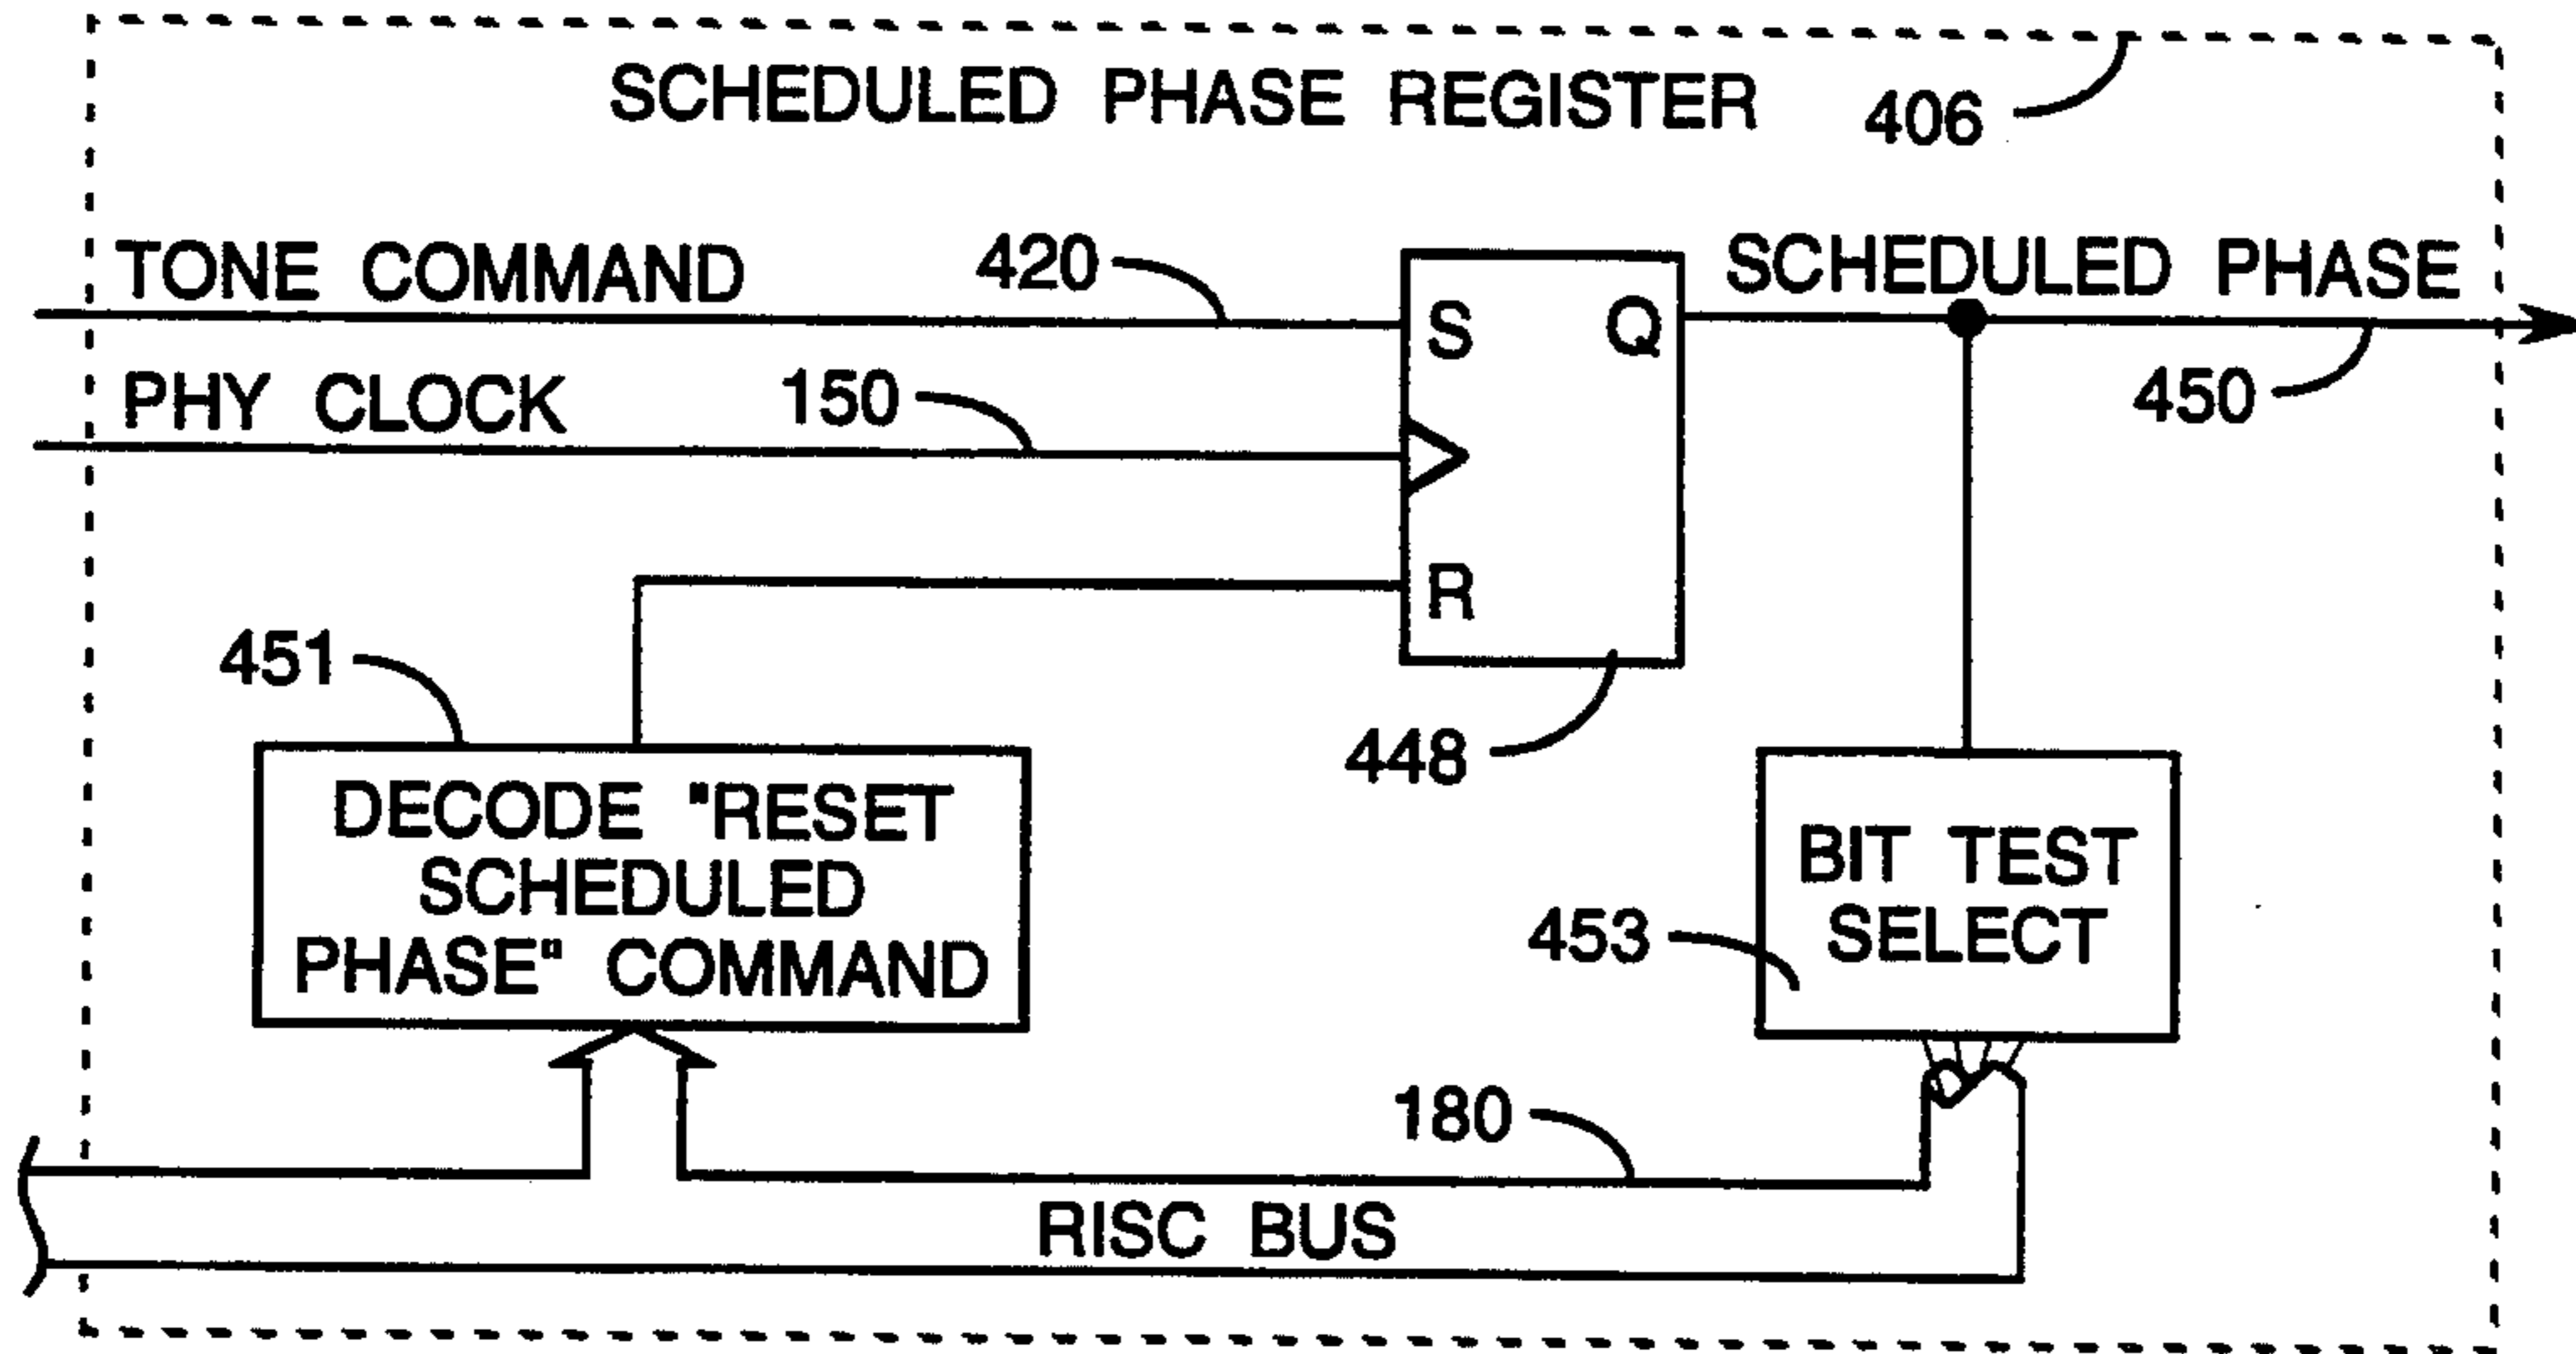 SCHEDULED PHASE REGISTER
406
TONE COMMAND
420
SCHEDULED PHASE
S
Q
PHY CLOCK
150
450
R
451
448
DECODE "RESET
SCHEDULED
PHASE" COMMAND
BIT TEST
SELECT
453
180
RISC BUS